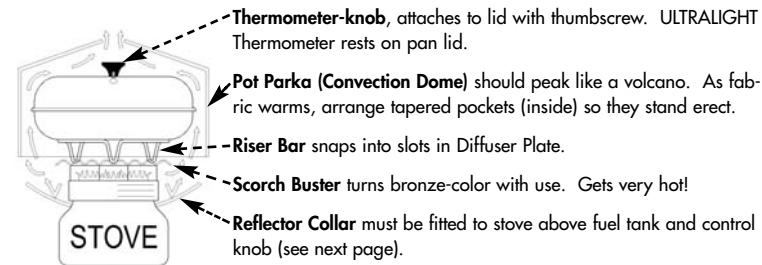 Thermometer-knob, attaches to lid with thumbscrew. ULTRALIGHT
Thermometer rests on pan lid.
Pot Parka (Convection Dome) should peak like a volcano. As fab-
ric warms, arrange tapered pockets (inside) so they stand erect.
Riser Bar snaps into slots in Diffuser Plate.
Scorch Buster turns bronze-color with use. Gets very hot!
Reflector Collar must be fitted to stove above fuel tank and control
knob (see next page).
STOVE